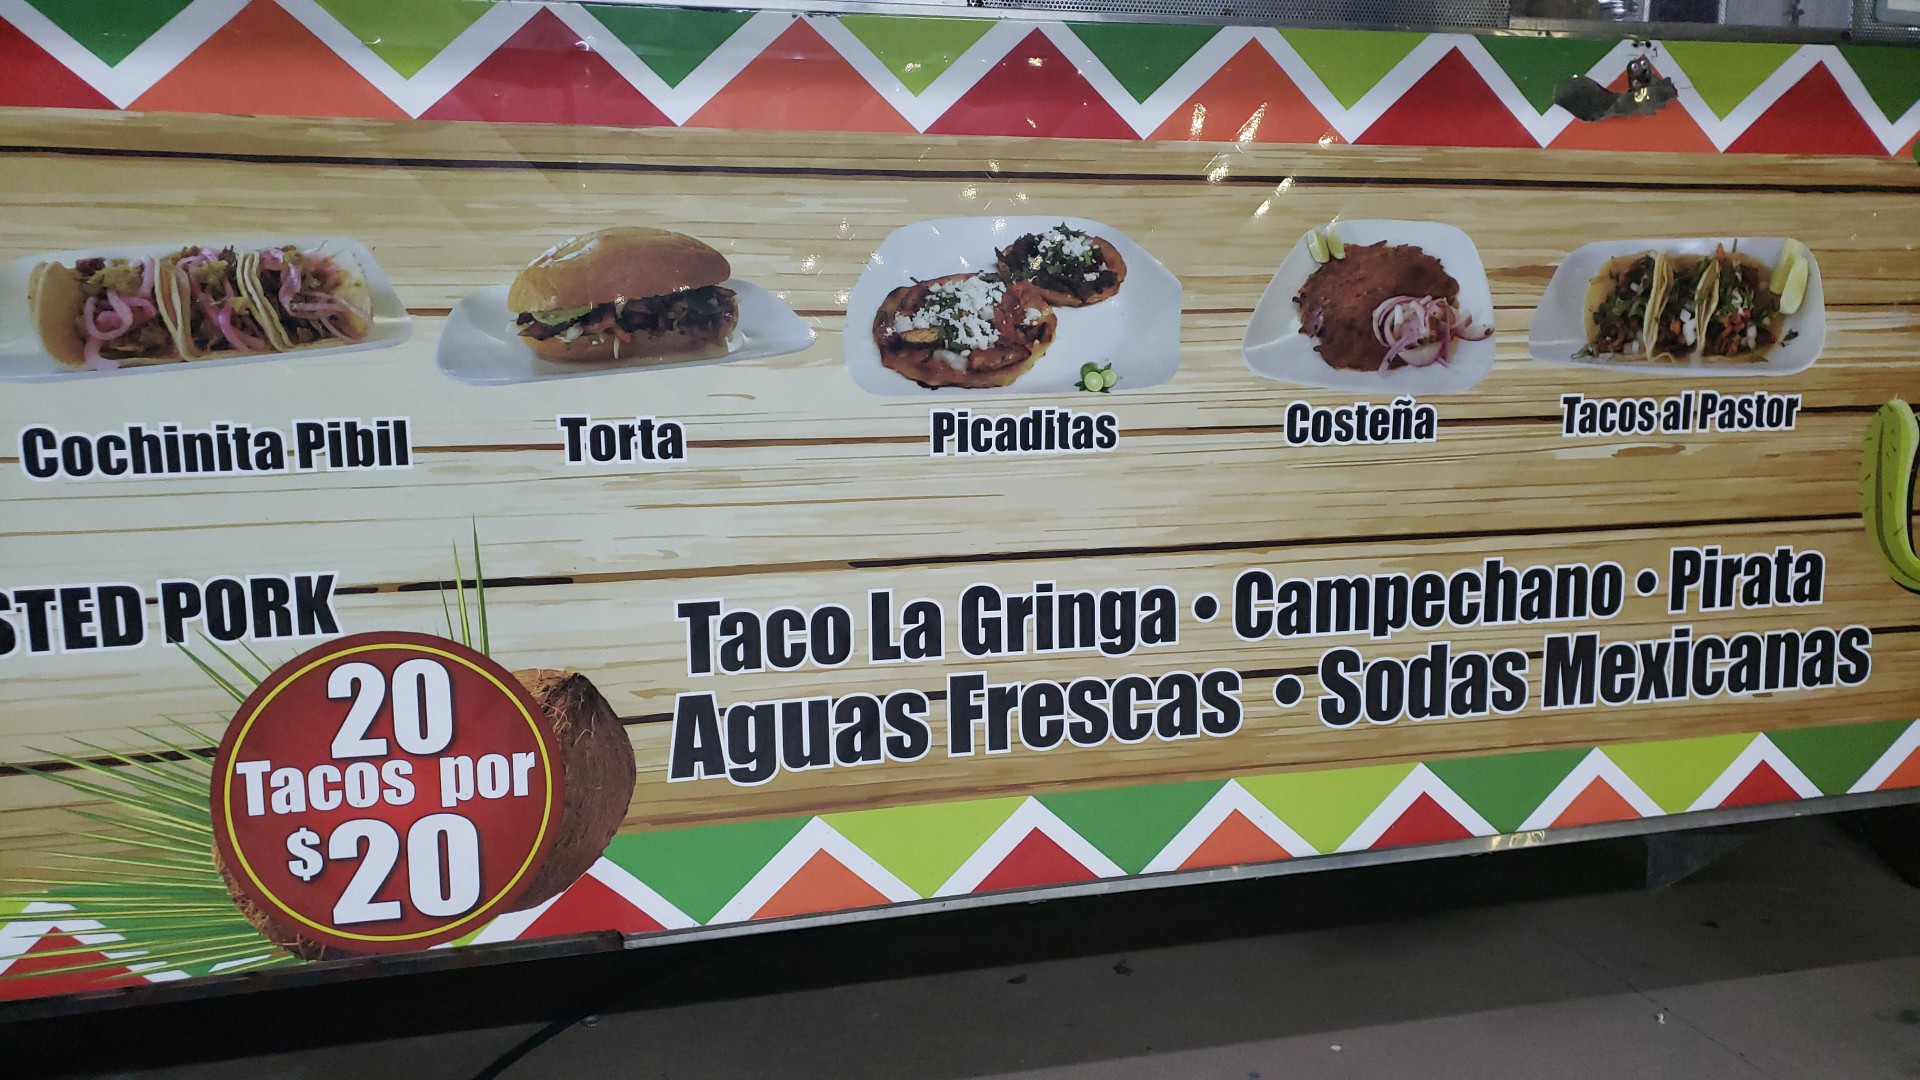 Cochinita Pibil
Torta
Picaditas
Costeña
Tacos al Pastor
PORK
20
Tacos por
$20
Taco La Gringa • Campechano • Pirata
Aguas Frescas • Sodas Mexicanas